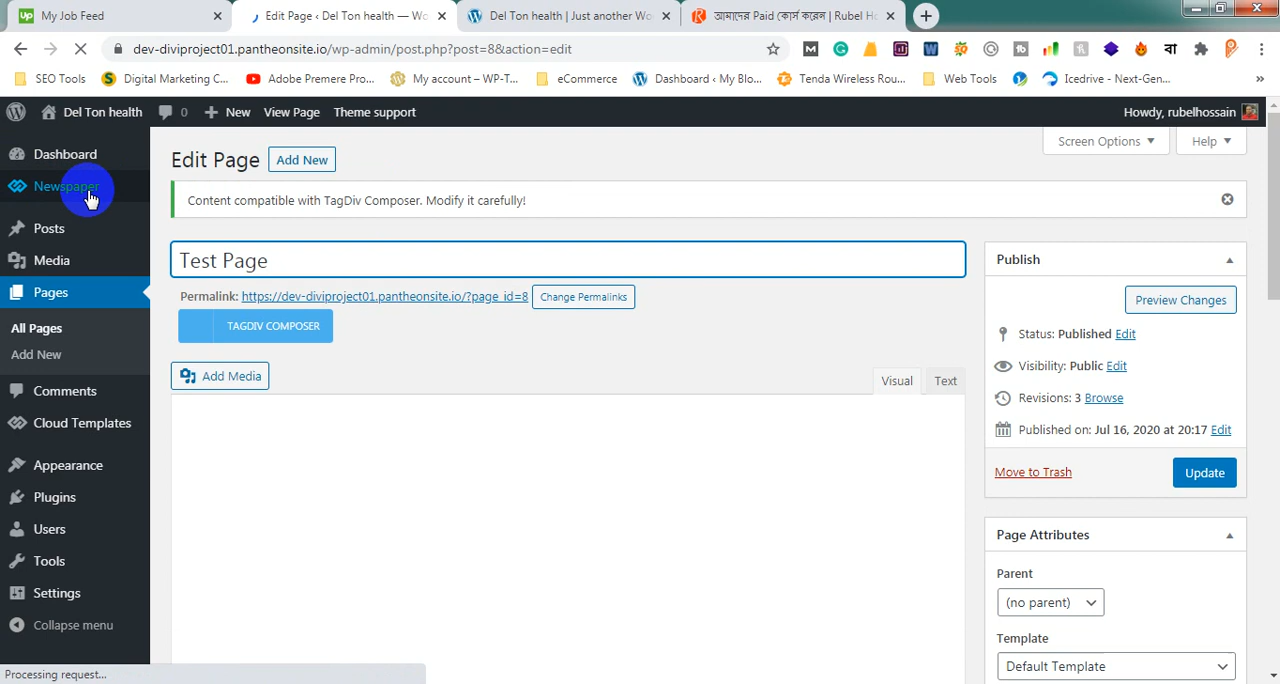 My Job Feed
Edit Page ‹ Del Ton health — Wo
Del Ton health | Just another Wo
আমাদের Paid কোর্স করেন | Rubel Ho
dev-diviproject01.pantheonsite.io/wp-admin/post.php?post=8&action=edit
SEO Tools
Digital Marketing C...
Adobe Premere Pro...
My account – WP-T...
eCommerce
Dashboard ‹ My Blo...
Tenda Wireless Rou...
Web Tools
Icedrive - Next-Gen...
Del Ton health
0
New
View Page
Theme support
Howdy, rubelhossain
Dashboard
Newspaper
Posts
Media
Pages
All Pages
Add New
Comments
Cloud Templates
Appearance
Plugins
Users
Tools
Settings
Collapse menu
Processing request...
Screen Options
Help
Edit Page
Add New
Content compatible with TagDiv Composer. Modify it carefully!
Test Page
Permalink: https://dev-diviproject01.pantheonsite.io/?page_id=8
Change Permalinks
TAGDIV COMPOSER
Add Media
Visual
Text
Publish
Preview Changes
Status: Published Edit
Visibility: Public Edit
Revisions: 3 Browse
Published on: Jul 16, 2020 at 20:17 Edit
Move to Trash
Update
Page Attributes
Parent
(no parent)
Template
Default Template